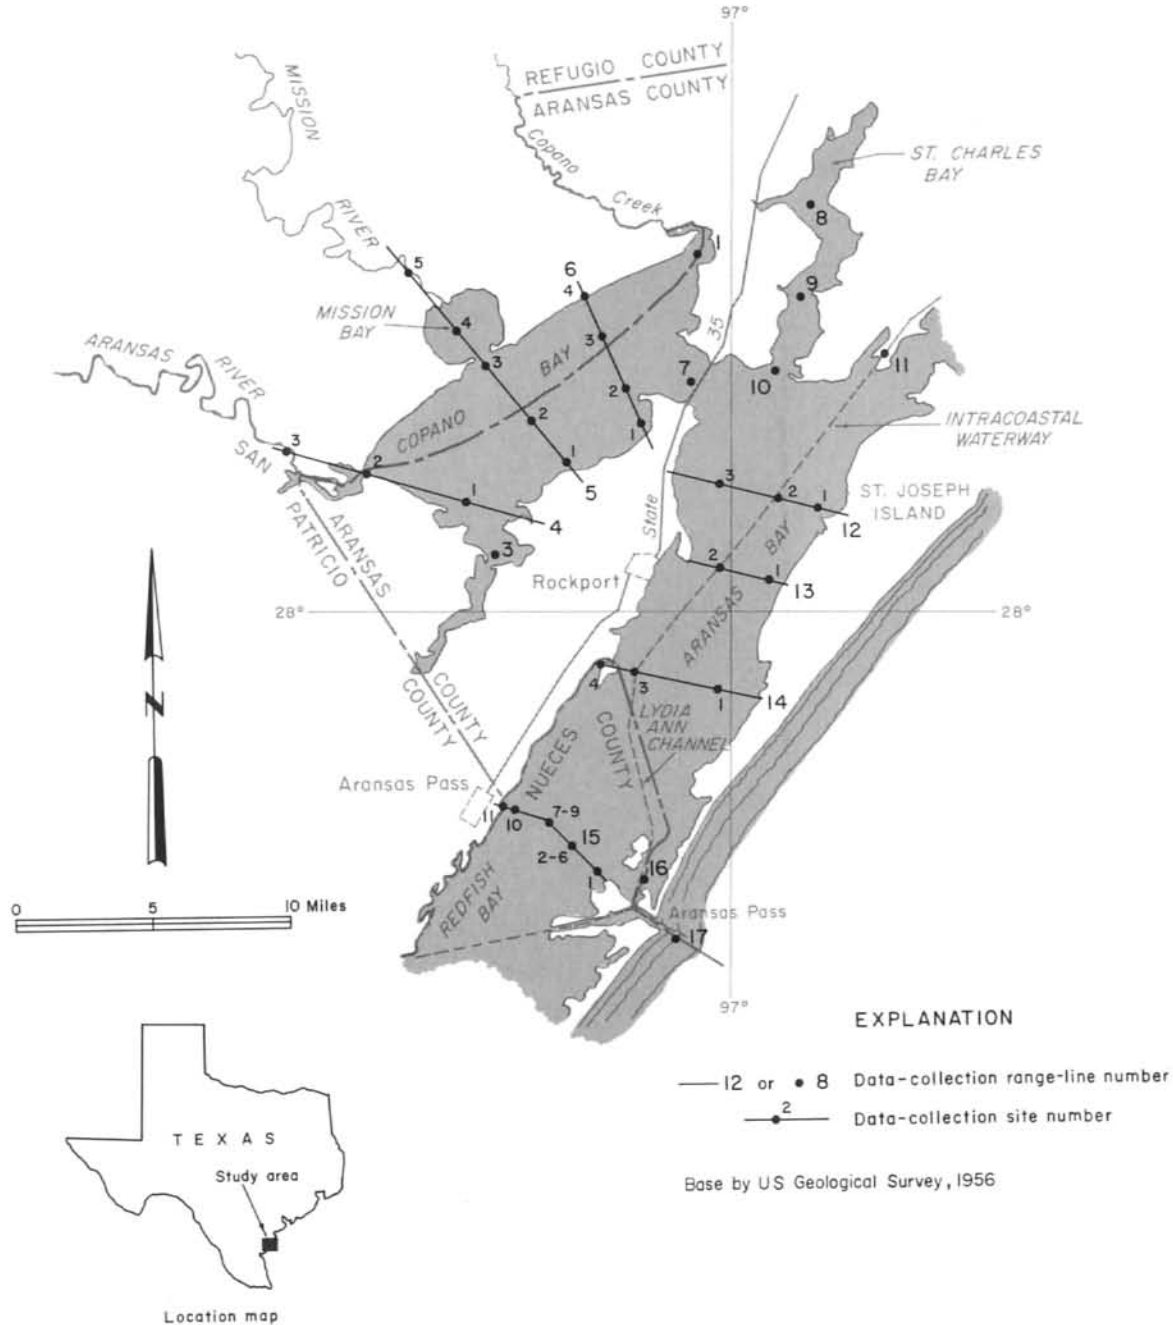 97°
REFUGIO COUNTY
ARANSAS COUNTY
MISSION
RIVER
Copano
Creek
ST. CHARLES
BAY
8
1
5
6
4
9
MISSION
BAY
4
3
3
BAY
35
7
10
11
ARANSAS
RIVER
2
2
1
COPANO
INTRACOASTAL
WATERWAY
3
SAN
2
1
5
1
4
3
State
3
2
1
12
ST. JOSEPH
ISLAND
BAY
PATRICIO
ARANSAS
Rockport
2
1
13
28°
28°
ARANSAS
COUNTY
COUNTY
4
3
1
14
LYDIA
ANN
CHANNEL
NUECES
COUNTY
Aransas Pass
11
10
7-9
15
2-6
1
16
REDFISH
BAY
Aransas Pass
17
N
0 5 10 Miles
97°
EXPLANATION
12 or 8 Data-collection range-line number
2 Data-collection site number
Base by US Geological Survey, 1956
TEXAS
Study area
Location map